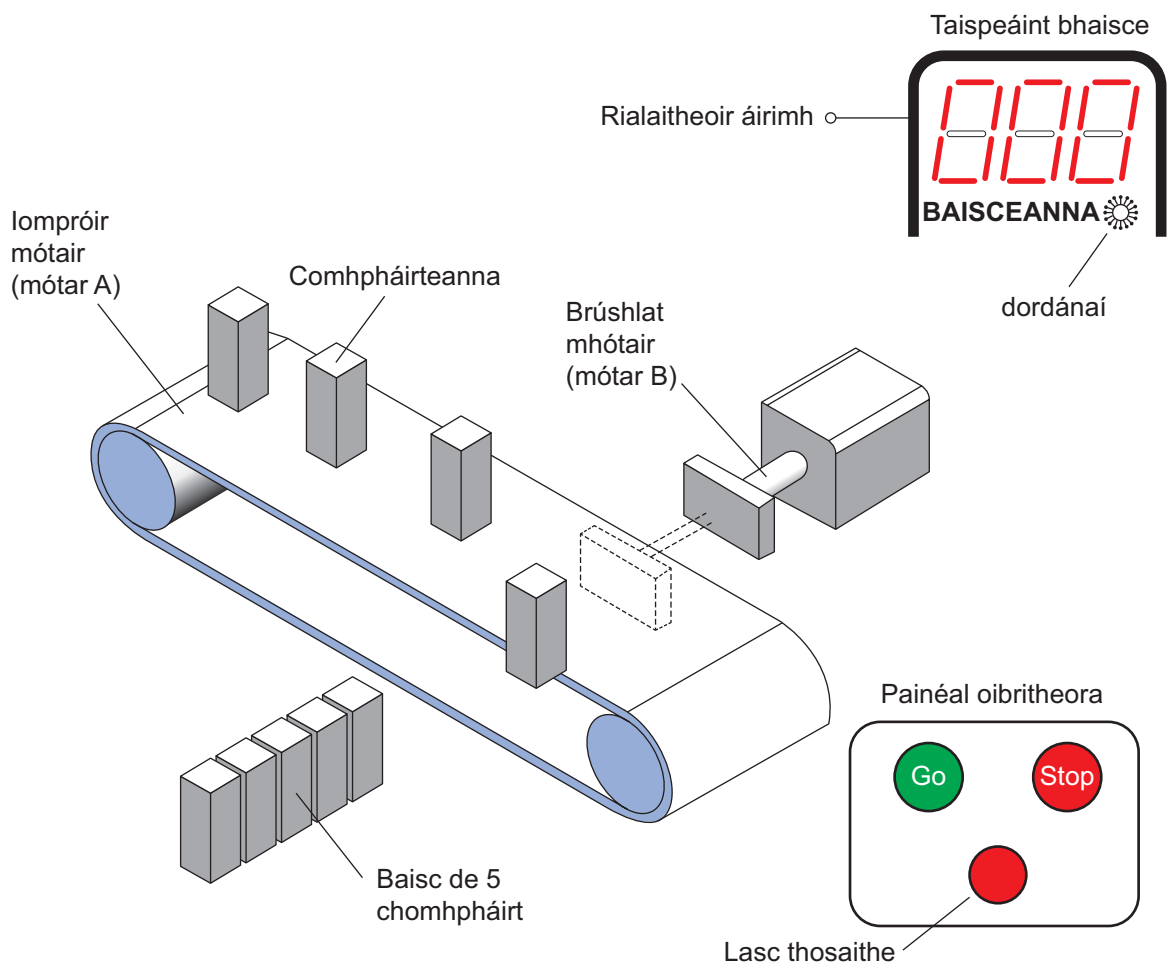 Taispeáint bhaisce
Rialaitheoir áirimh
BAISCEANNA
dordánaí
Iompróir
mótair
(mótar A)
Comhpháirteanna
Brúshlat
mhótair
(mótar B)
Painéal oibritheora
Go
Stop
Lasc thosaithe
Baisc de 5
chomhpháirt